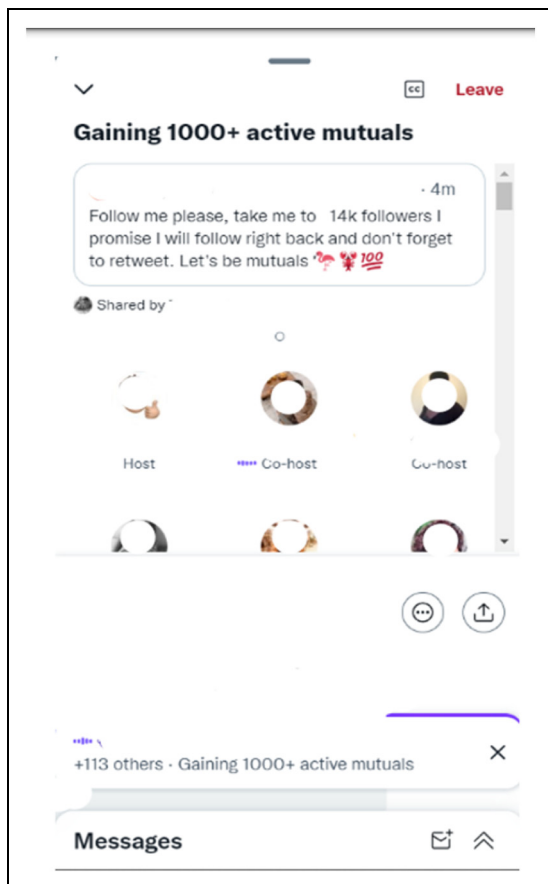 CC Leave
Gaining 1000+ active mutuals
· 4m
Follow me please, take me to 14k followers I
promise I will follow right back and don't forget
to retweet. Let's be mutuals 🦩🦞💯
Shared by
Host Co-host Co-host
+113 others · Gaining 1000+ active mutuals
Messages